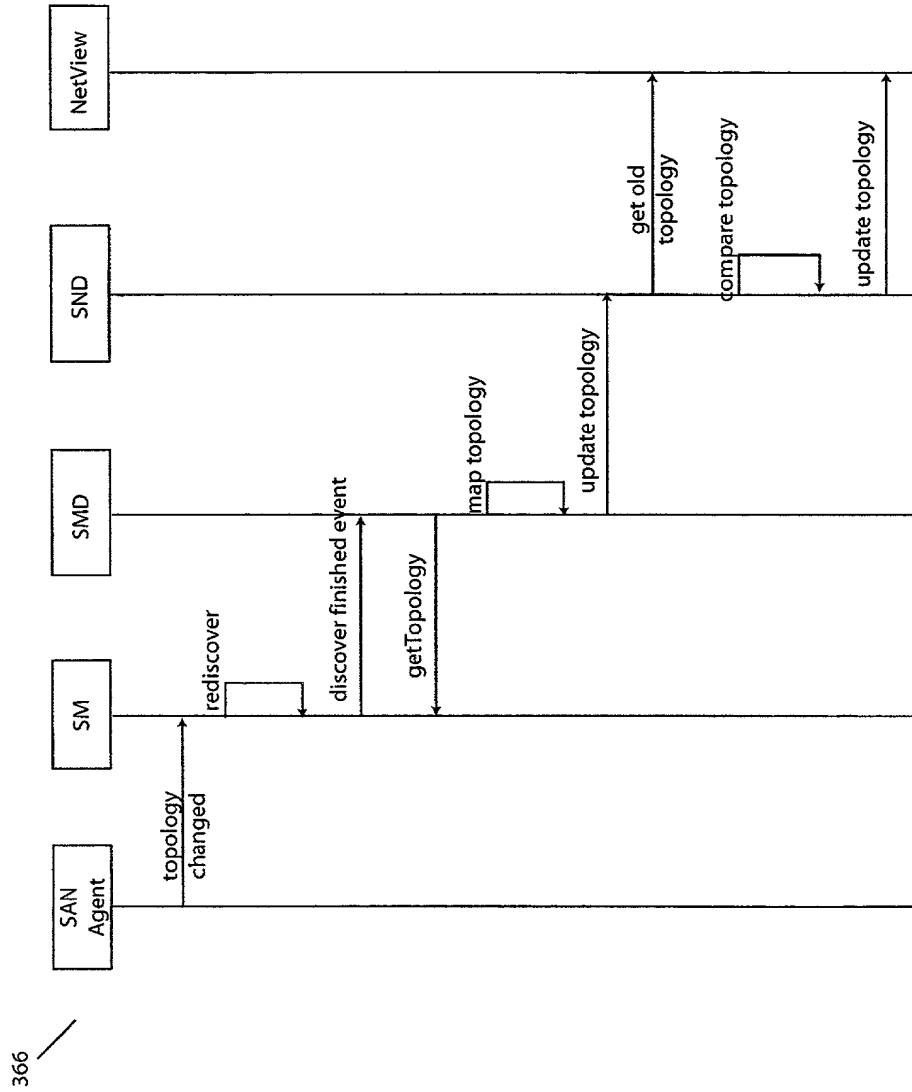 366
SAN
Agent
SM
SMD
SND
NetView
topology
changed
rediscover
discover finished event
getTopology
map topology
update topology
get old
topology
compare topology
update topology